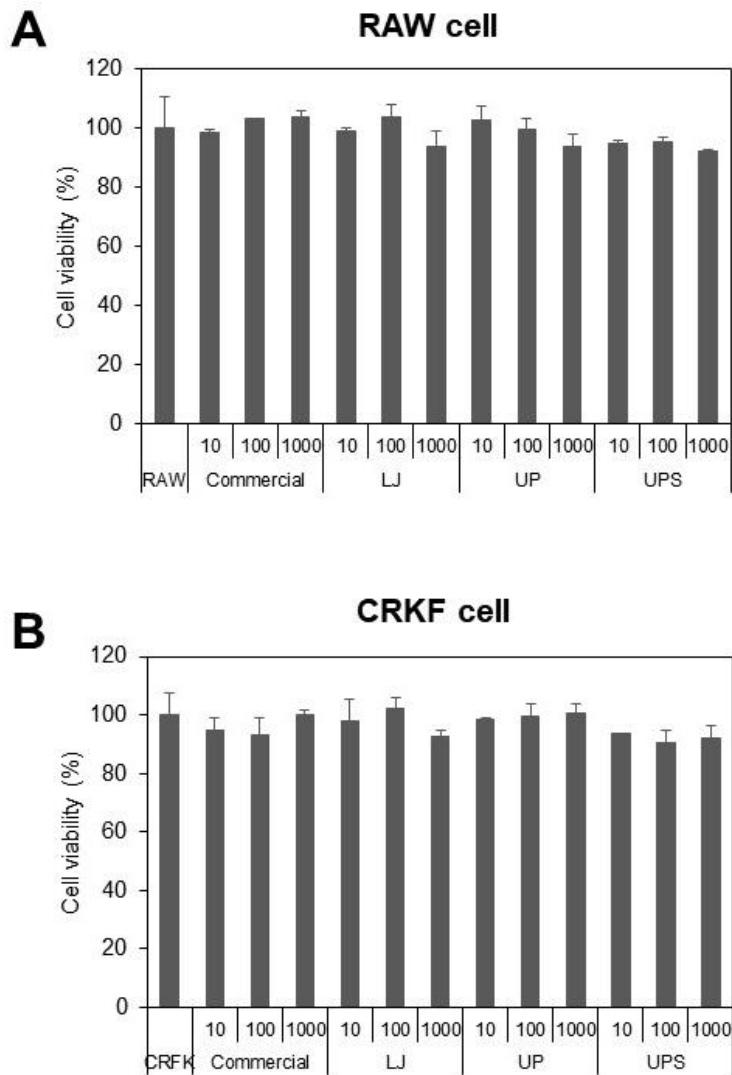 A
RAW cell
Cell viability (%)
120
100
80
60
40
20
0
10 100 1000 10 100 1000 10 100 1000 10 100 1000
RAW Commercial LJ UP UPS
B
CRKF cell
Cell viability (%)
120
100
80
60
40
20
0
10 100 1000 10 100 1000 10 100 1000 10 100 1000
CRFK Commercial LJ UP UPS